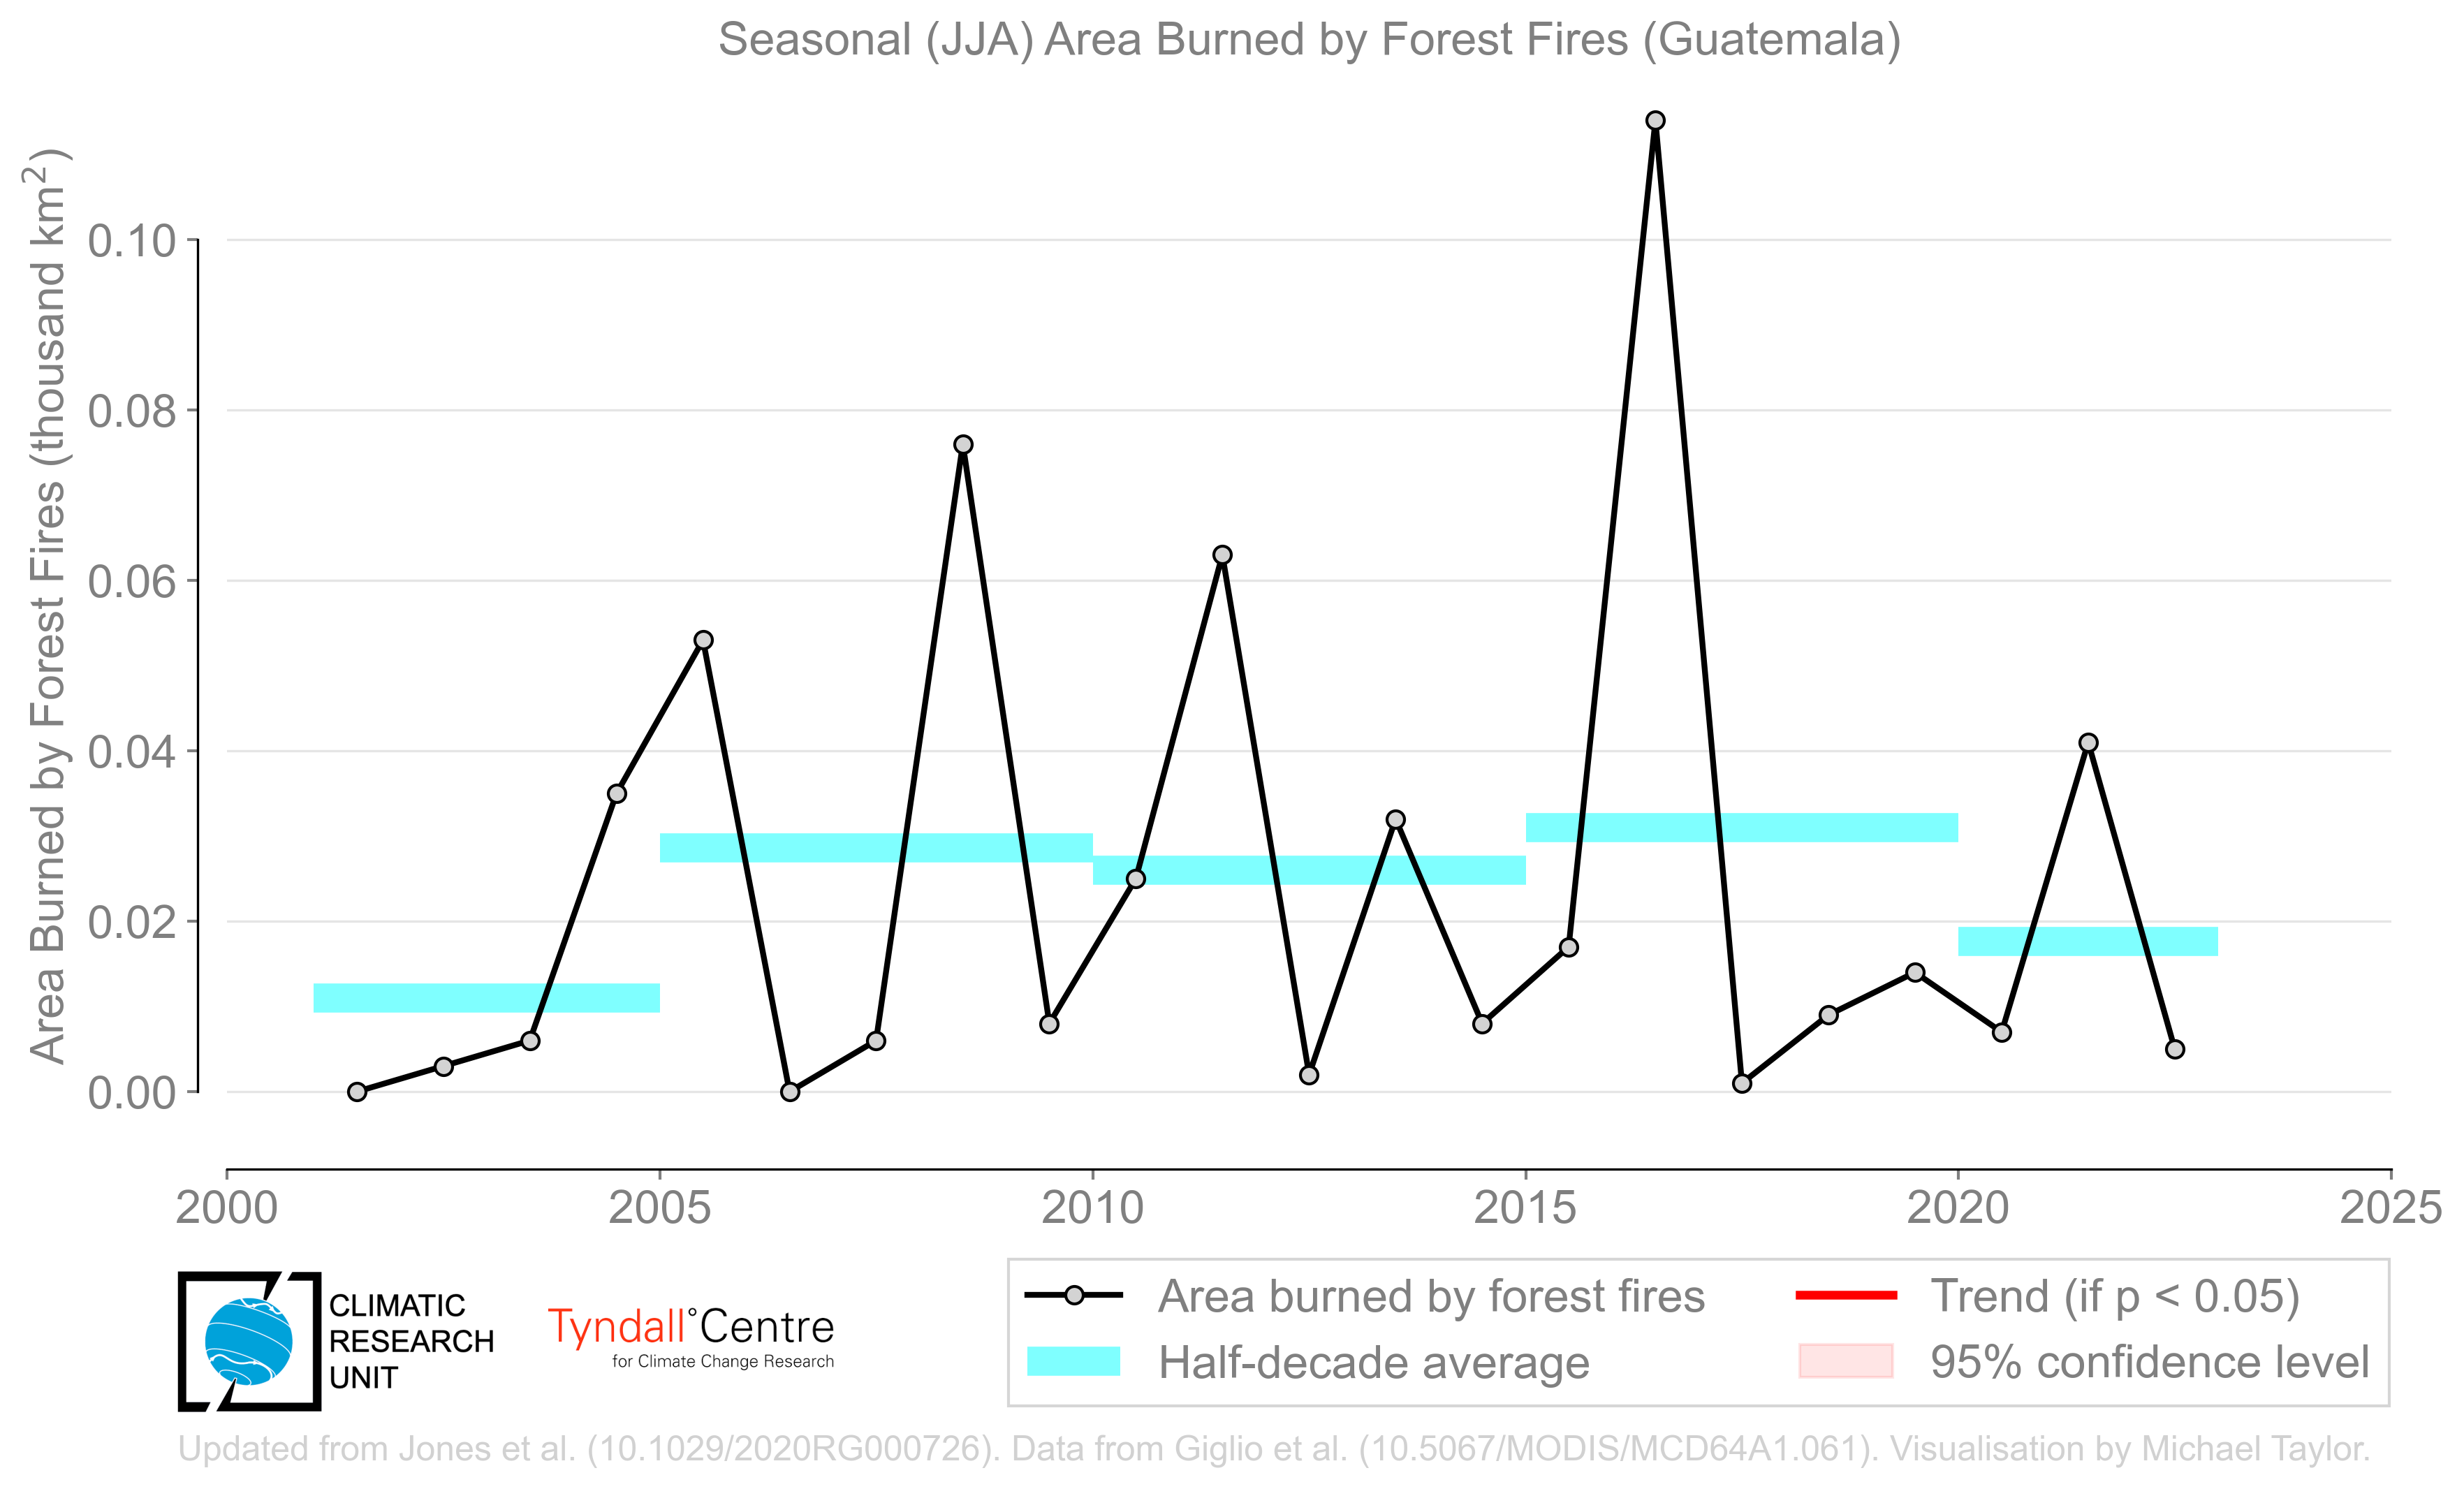 Seasonal (JJA) Area Burned by Forest Fires (Guatemala)
Area Burned by Forest Fires (thousand km²)
0.10
0.08
0.06
0.04
0.02
0.00
2000 2005 2010 2015 2020 2025
CLIMATIC
RESEARCH
UNIT
Tyndall°Centre
for Climate Change Research
Area burned by forest fires
Half-decade average
Trend (if p < 0.05)
95% confidence level
Updated from Jones et al. (10.1029/2020RG000726). Data from Giglio et al. (10.5067/MODIS/MCD64A1.061). Visualisation by Michael Taylor.